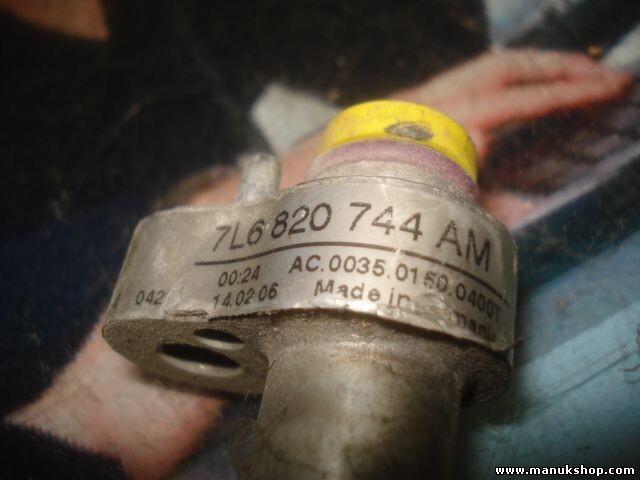 7L6 820 744 AM
00:24 AC.0035.0150.0400T
042 14.02.06 Made in
www.manukshop.com